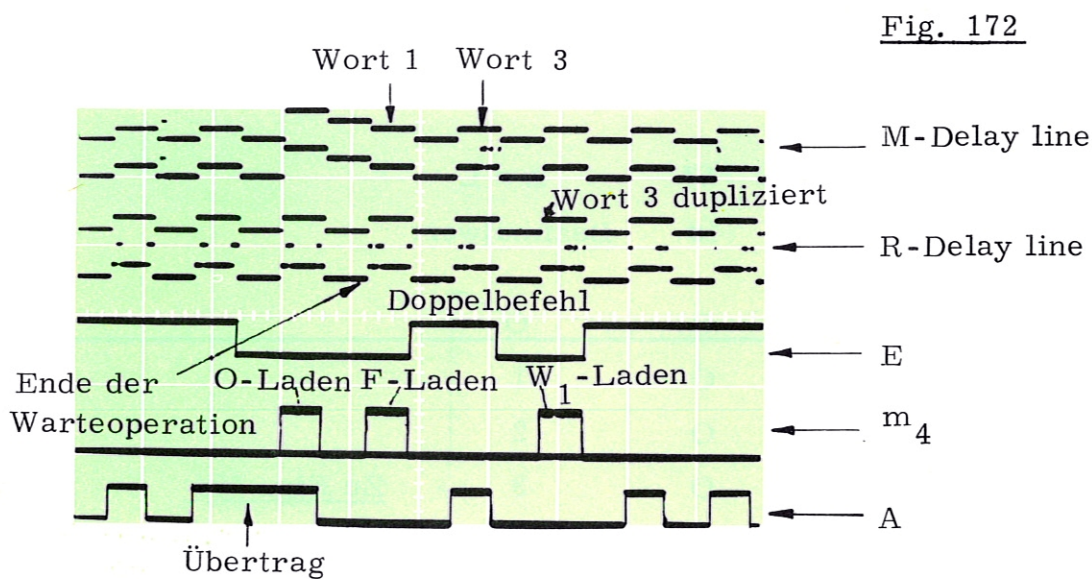 Fig. 172
Wort 1 Wort 3
M-Delay line
Wort 3 dupliziert
R-Delay line
Doppelbefehl
E
Ende der
Warteoperation
O-Laden F-Laden W1-Laden
m4
A
Übertrag